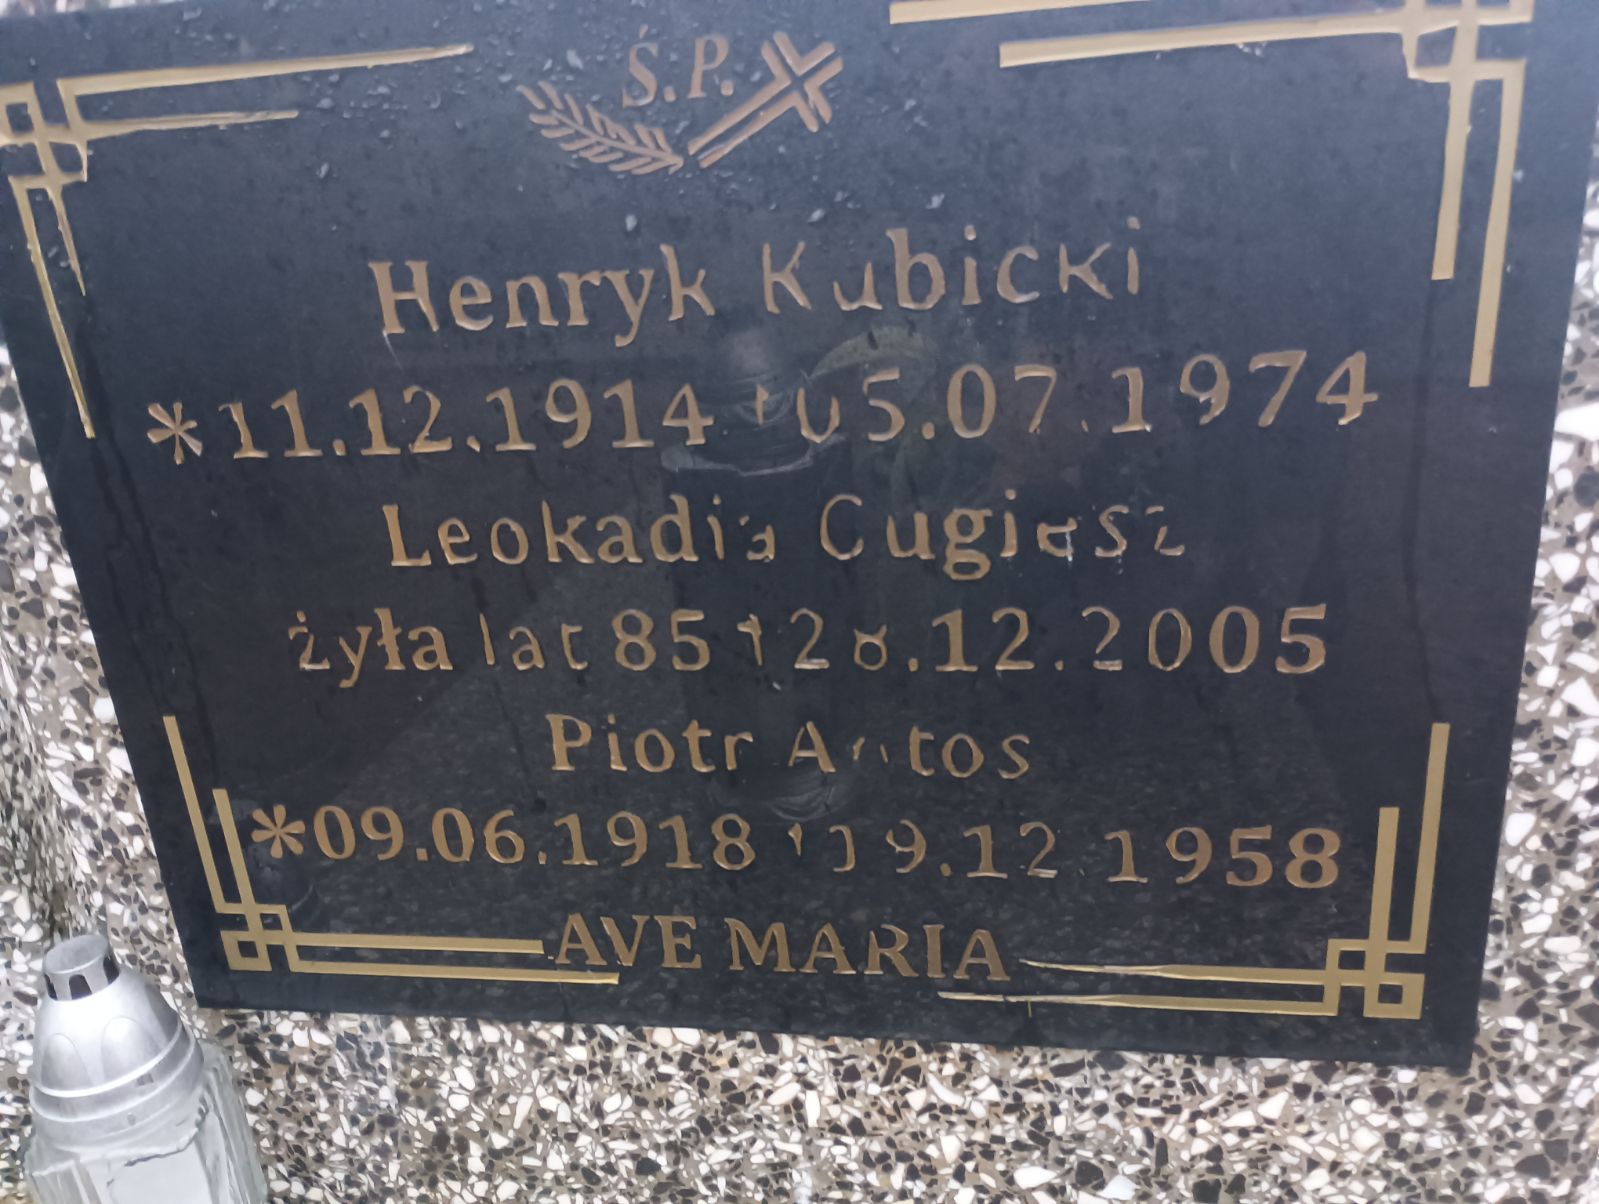 Ś.P.
Henryk Kubicki
*11.12.1914 †05.07.1974
Leokadia
żyła lat 85 †28.12.2005
Piotr Antos
*09.06.1918 †09.12.1958
AVE MARIA